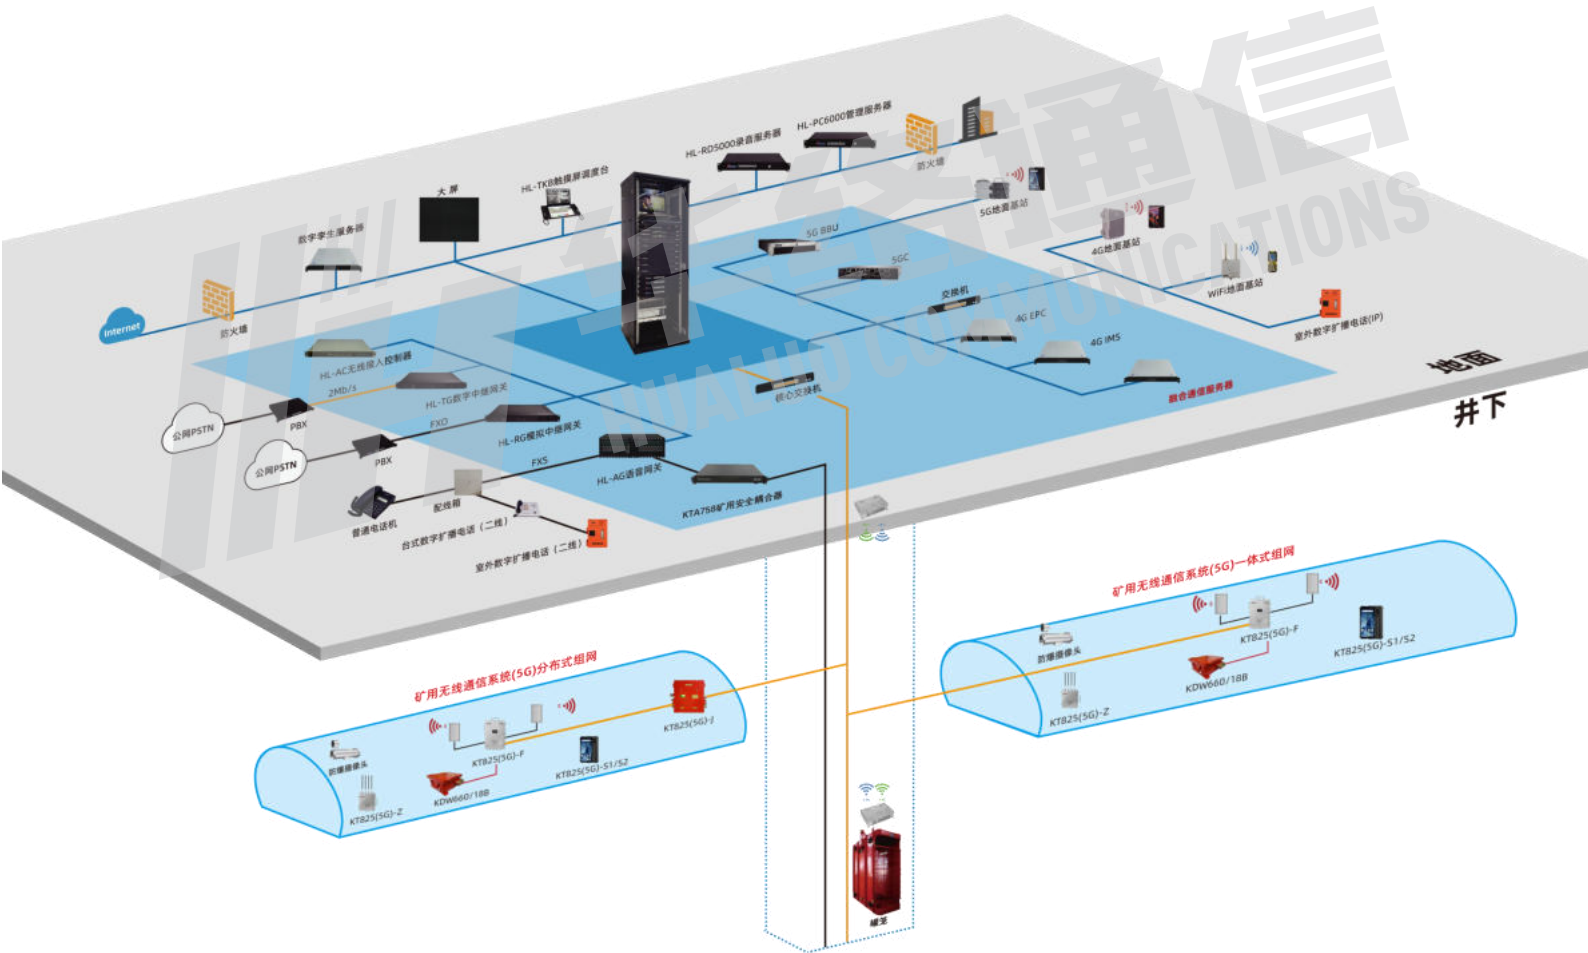 华络通信
HUALUO COMMUNICATIONS
HL-PC6000管理服务器
HL-RD5000录音服务器
防火墙
HL-TKB触摸屏调度台
大屏
数字孪生服务器
5G地面基站
4G地面基站
WiFi地面基站
室外数字扩播电话(IP)
5G BBU
5GC
交换机
4G EPC
4G IMS
融合通信服务器
Internet
防火墙
HL-AC无线接入控制器
2Mb/s
HL-TG数字中继网关
公网PSTN
PBX
FXO
HL-RG模拟中继网关
公网PSTN
PBX
FXS
HL-AG语音网关
核心交换机
KTA758矿用安全耦合器
普通电话机
配线箱
台式数字扩播电话（二线）
室外数字扩播电话（二线）
地面
井下
矿用无线通信系统(5G)分布式组网
防爆摄像头
KT825(5G)-Z
KT825(5G)-F
KDW660/18B
KT825(5G)-S1/S2
KT825(5G)-J
矿用无线通信系统(5G)一体式组网
防爆摄像头
KT825(5G)-Z
KT825(5G)-F
KDW660/18B
KT825(5G)-S1/S2
罐笼